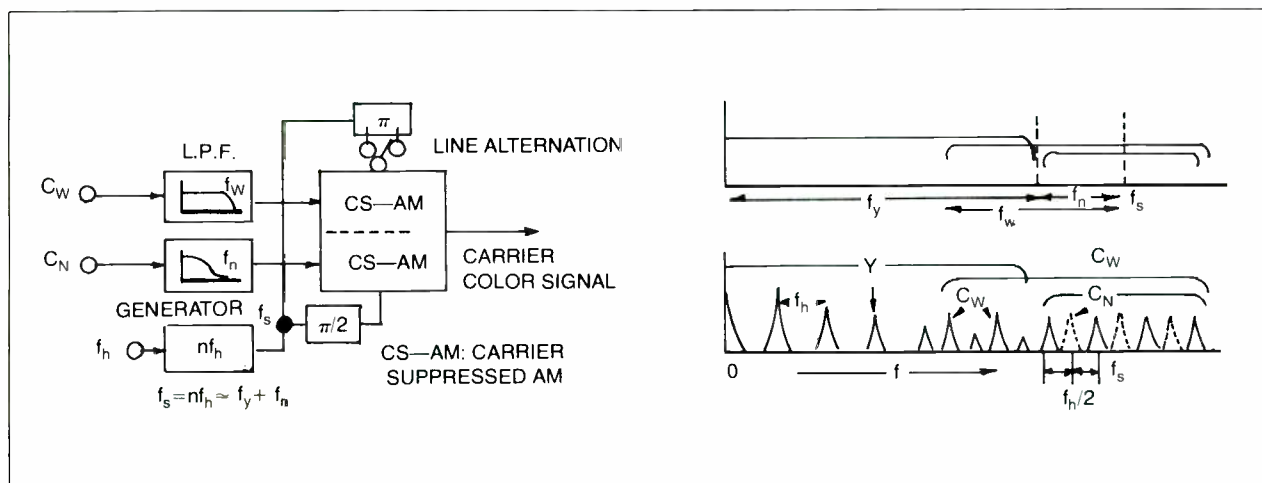 π
LINE ALTERNATION
L.P.F.
C_W
f_W
CS—AM
C_N
f_n
CS—AM
CARRIER
COLOR SIGNAL
GENERATOR
f_s
π/2
f_h
nf_h
CS—AM: CARRIER
SUPPRESSED AM
f_s=nf_h≃f_y+f_n
f_y
f_n
f_s
f_w
Y
C_W
f_h
C_W
C_N
0
f
f_s
f_h/2